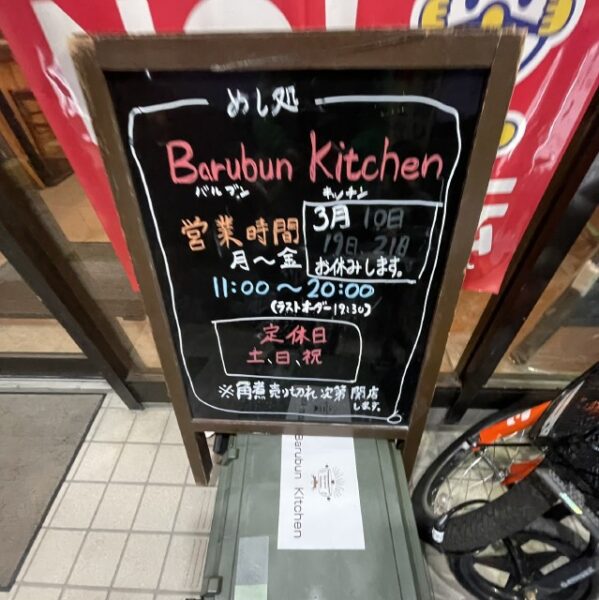 めし処
Barubun Kitchen
バルブン キッチン
営業時間
月〜金
3月 10日
19日
お休みします。
11:00〜20:00
(ラストオーダー19:30)
定休日
土、日、祝
※角煮売り切れ次第閉店
します。
Barubun Kitchen